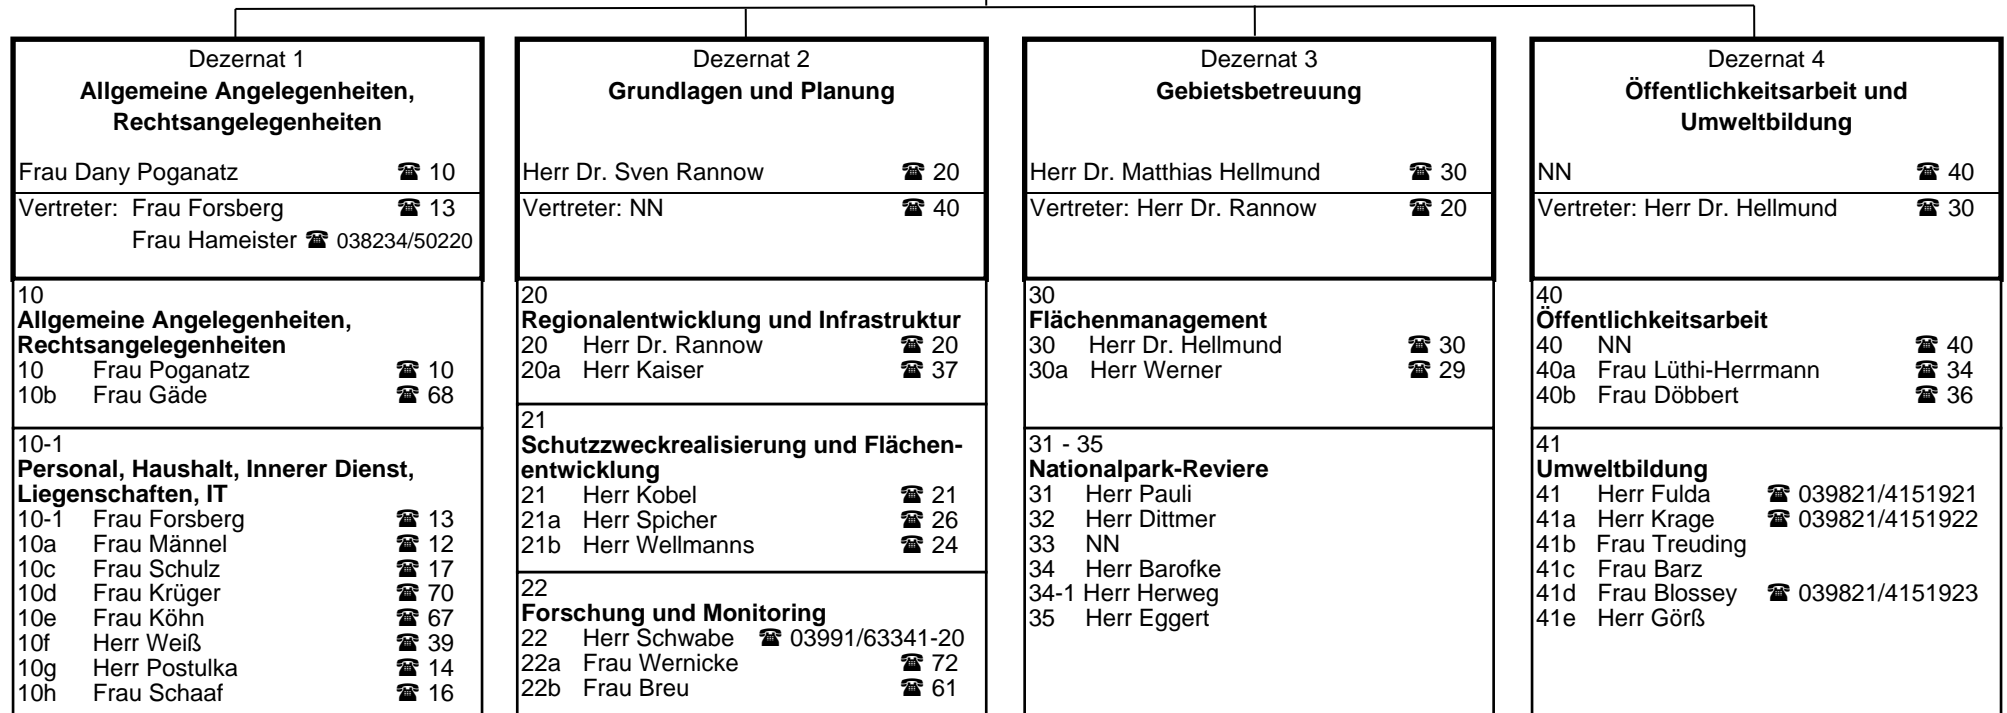 Dezernat 1
Allgemeine Angelegenheiten,
Rechtsangelegenheiten
Frau Dany Poganatz ☎ 10
Vertreter: Frau Forsberg ☎ 13
Frau Hameister ☎ 038234/50220
10
Allgemeine Angelegenheiten,
Rechtsangelegenheiten
10 Frau Poganatz ☎ 10
10b Frau Gäde ☎ 68
10-1
Personal, Haushalt, Innerer Dienst,
Liegenschaften, IT
10-1 Frau Forsberg ☎ 13
10a Frau Männel ☎ 12
10c Frau Schulz ☎ 17
10d Frau Krüger ☎ 70
10e Frau Köhn ☎ 67
10f Herr Weiß ☎ 39
10g Herr Postulka ☎ 14
10h Frau Schaaf ☎ 16
Dezernat 2
Grundlagen und Planung
Herr Dr. Sven Rannow ☎ 20
Vertreter: NN ☎ 40
20
Regionalentwicklung und Infrastruktur
20 Herr Dr. Rannow ☎ 20
20a Herr Kaiser ☎ 37
21
Schutzzweckrealisierung und Flächen-
entwicklung
21 Herr Kobel ☎ 21
21a Herr Spicher ☎ 26
21b Herr Wellmanns ☎ 24
22
Forschung und Monitoring
22 Herr Schwabe ☎ 03991/63341-20
22a Frau Wernicke ☎ 72
22b Frau Breu ☎ 61
Dezernat 3
Gebietsbetreuung
Herr Dr. Matthias Hellmund ☎ 30
Vertreter: Herr Dr. Rannow ☎ 20
30
Flächenmanagement
30 Herr Dr. Hellmund ☎ 30
30a Herr Werner ☎ 29
31 - 35
Nationalpark-Reviere
31 Herr Pauli
32 Herr Dittmer
33 NN
34 Herr Barofke
34-1 Herr Herweg
35 Herr Eggert
Dezernat 4
Öffentlichkeitsarbeit und
Umweltbildung
NN ☎ 40
Vertreter: Herr Dr. Hellmund ☎ 30
40
Öffentlichkeitsarbeit
40 NN ☎ 40
40a Frau Lüthi-Herrmann ☎ 34
40b Frau Döbbert ☎ 36
41
Umweltbildung
41 Herr Fulda ☎ 039821/4151921
41a Herr Krage ☎ 039821/4151922
41b Frau Treuding
41c Frau Barz
41d Frau Blossey ☎ 039821/4151923
41e Herr Görß